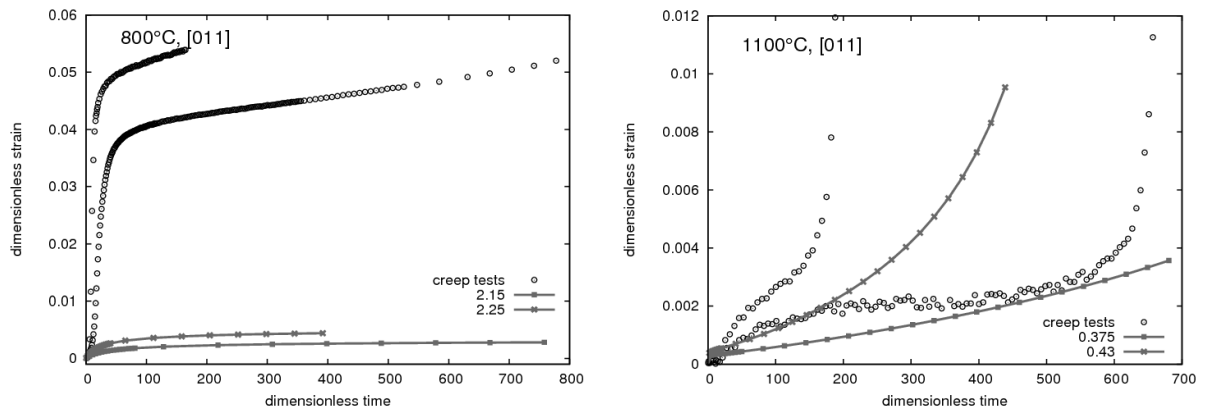 0.06
800°C, [011]
0.05
0.04
0.03
0.02
0.01
0
dimensionless strain
creep tests
2.15
2.25
0 100 200 300 400 500 600 700 800
dimensionless time
0.012
1100°C, [011]
0.01
0.008
0.006
0.004
0.002
0
dimensionless strain
creep tests
0.375
0.43
0 100 200 300 400 500 600 700
dimensionless time